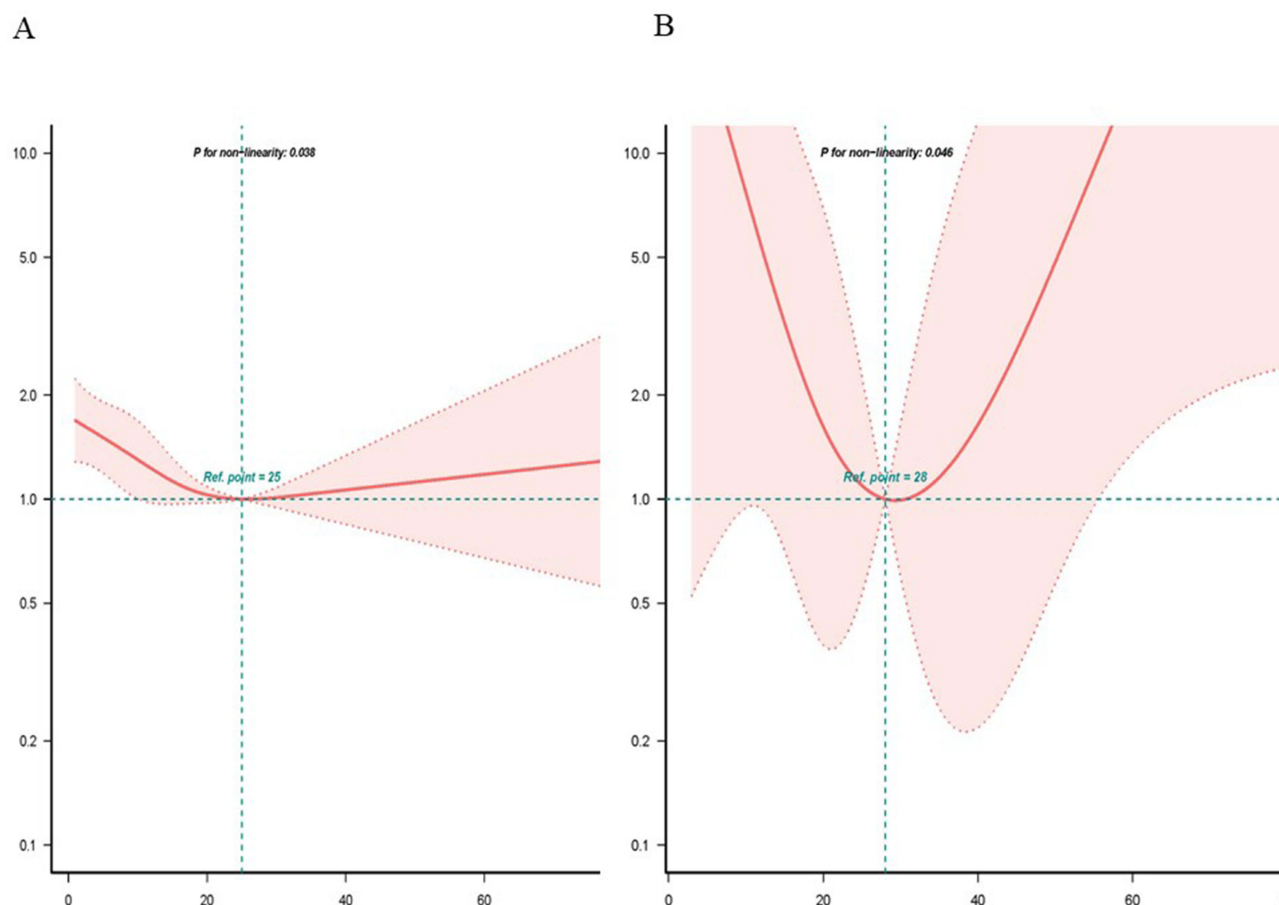 A
P for non-linearity: 0.038
10.0
5.0
2.0
Ref. point = 25
1.0
0.5
0.2
0.1
0 20 40 60
B
P for non-linearity: 0.046
10.0
5.0
2.0
Ref. point = 28
1.0
0.5
0.2
0.1
0 20 40 60